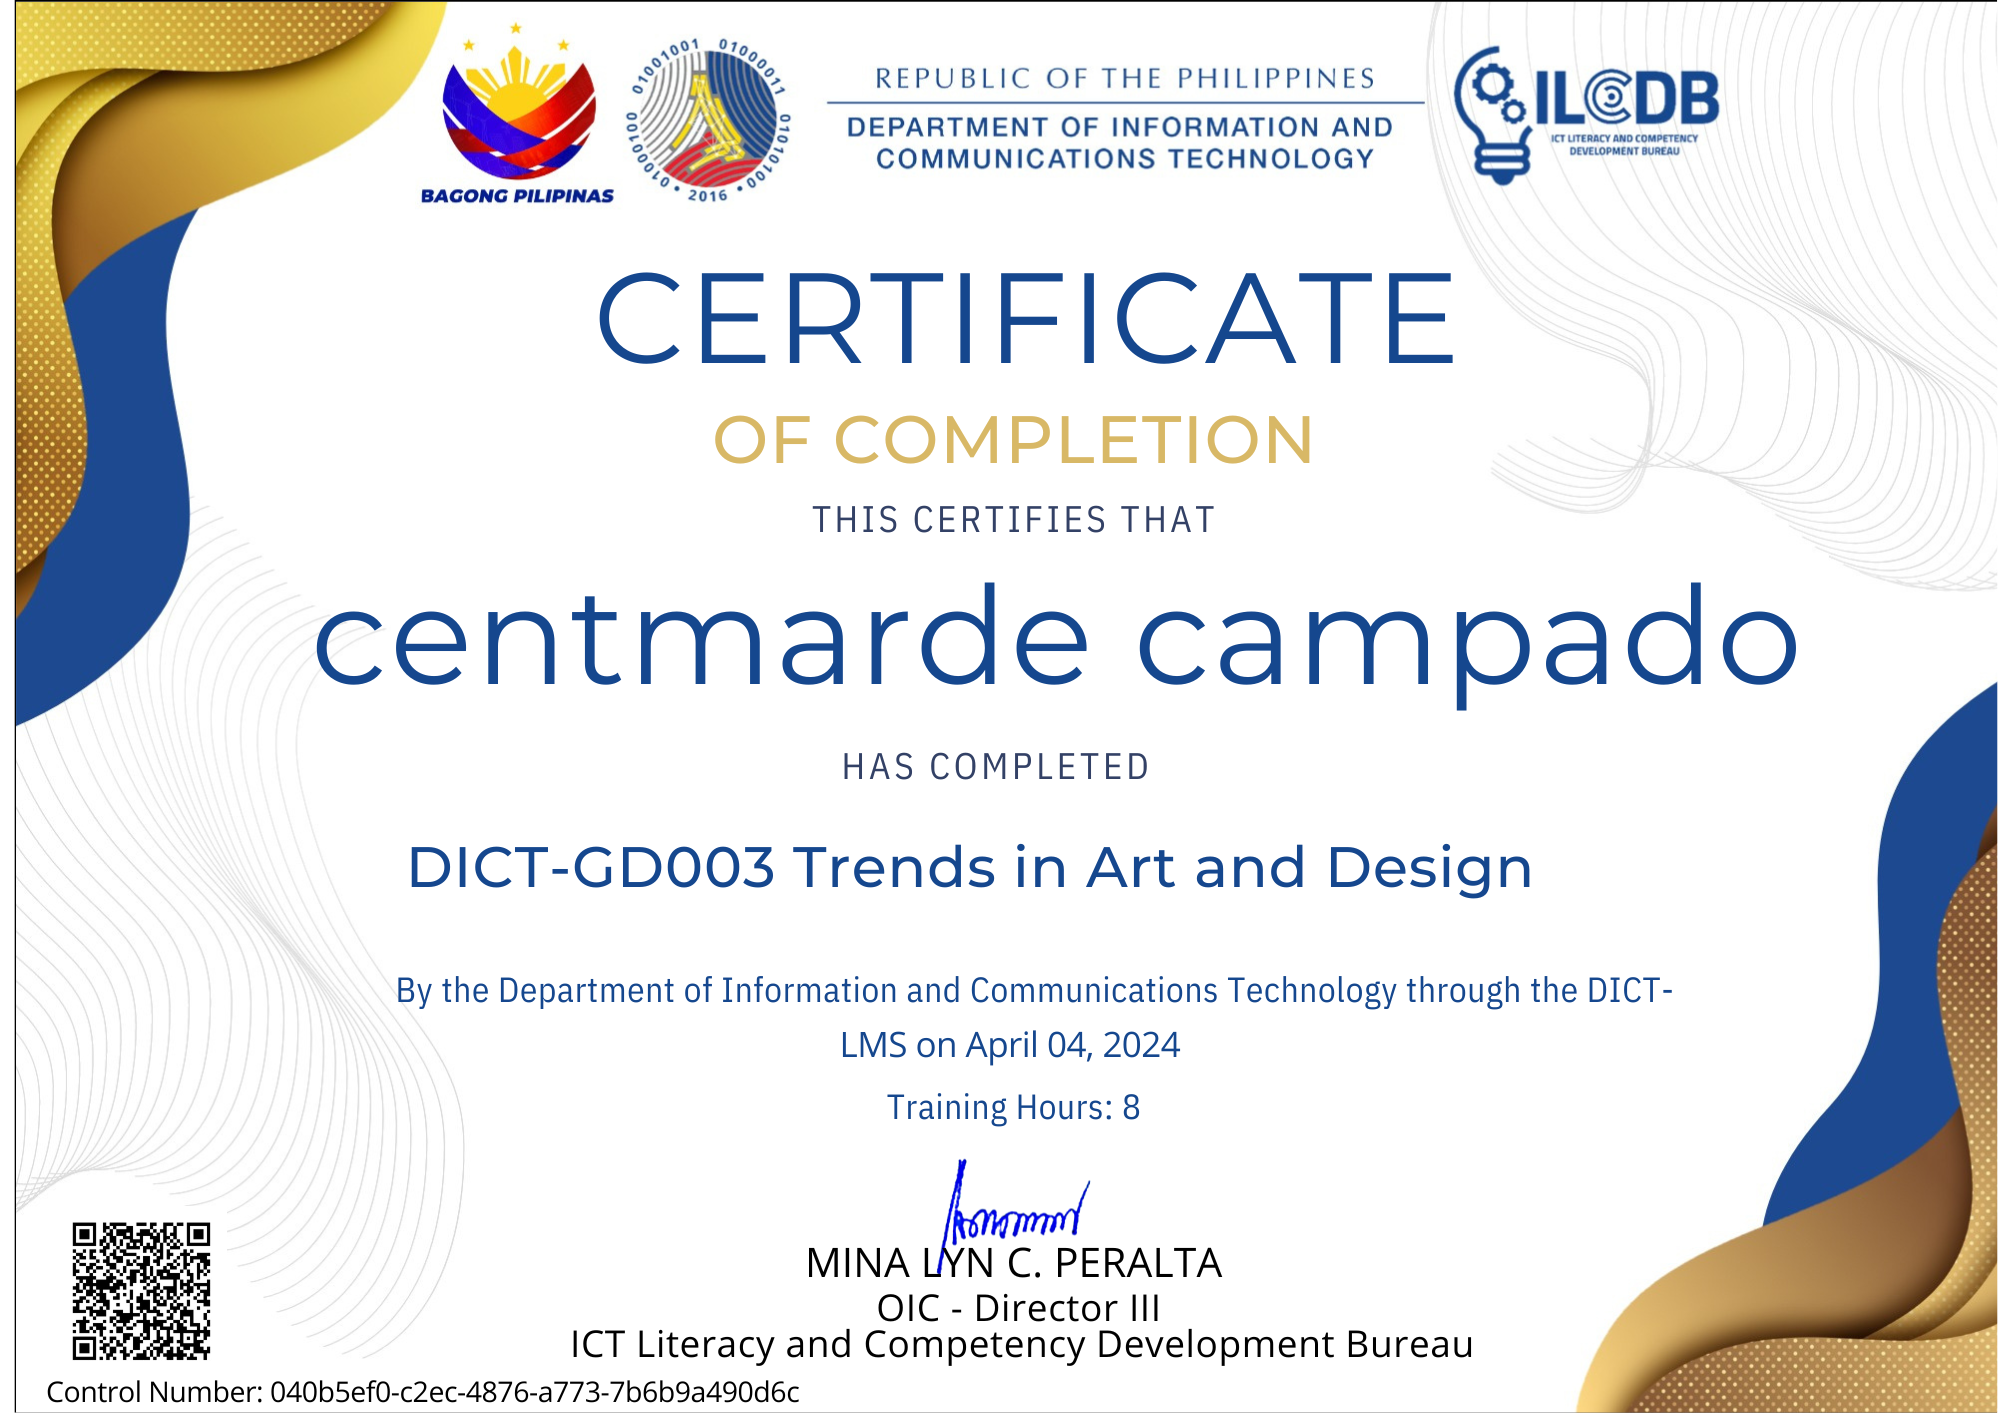 BAGONG PILIPINAS
01001001 01000011 01010100 01000100 • 2016 •
REPUBLIC OF THE PHILIPPINES
DEPARTMENT OF INFORMATION AND
COMMUNICATIONS TECHNOLOGY
ILCDB
ICT LITERACY AND COMPETENCY
DEVELOPMENT BUREAU
CERTIFICATE
OF COMPLETION
THIS CERTIFIES THAT
centmarde campado
HAS COMPLETED
DICT-GD003 Trends in Art and Design
By the Department of Information and Communications Technology through the DICT-
LMS on April 04, 2024
Training Hours: 8
MINA LYN C. PERALTA
OIC - Director III
ICT Literacy and Competency Development Bureau
Control Number: 040b5ef0-c2ec-4876-a773-7b6b9a490d6c